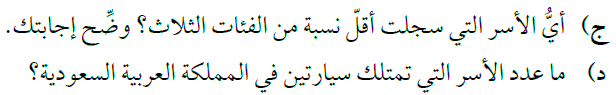 ج) أيُّ الأسر التي سجلت أقلّ نسبة من الفئات الثلاث؟ وضِّح إجابتك.
د) ما عدد الأسر التي تمتلك سيارتين في المملكة العربية السعودية؟